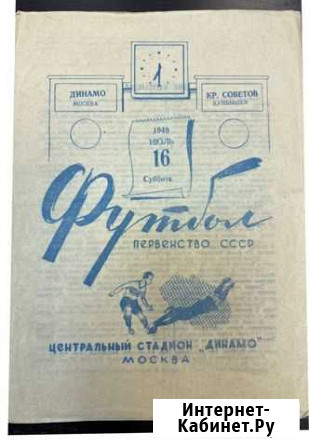 ДИНАМО
МОСКВА
КР. СОВЕТОВ
КУЙБЫШЕВ
1949
ИЮЛЬ
16
Суббота
Футбол
ПЕРВЕНСТВО СССР
ЦЕНТРАЛЬНЫЙ СТАДИОН „ДИНАМО"
МОСКВА
Интернет-
Кабинет.Ру